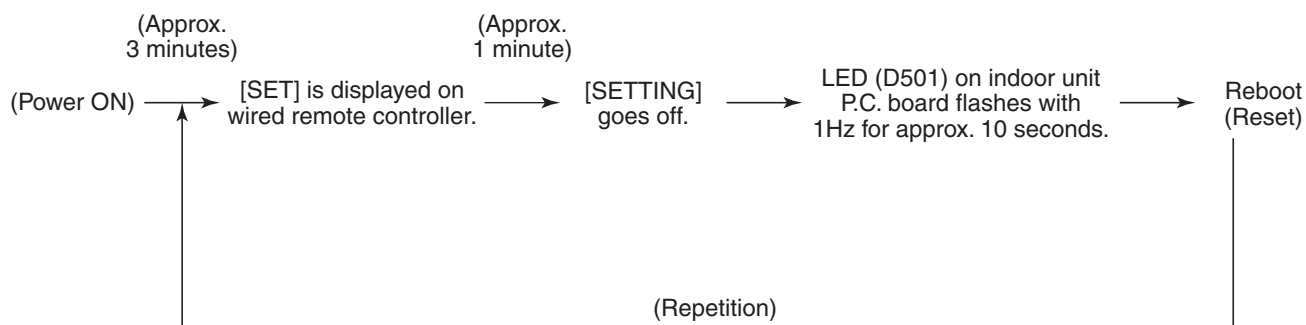 (Approx.
3 minutes)
(Approx.
1 minute)
(Power ON)
[SET] is displayed on
wired remote controller.
[SETTING]
goes off.
LED (D501) on indoor unit
P.C. board flashes with
1Hz for approx. 10 seconds.
Reboot
(Reset)
(Repetition)